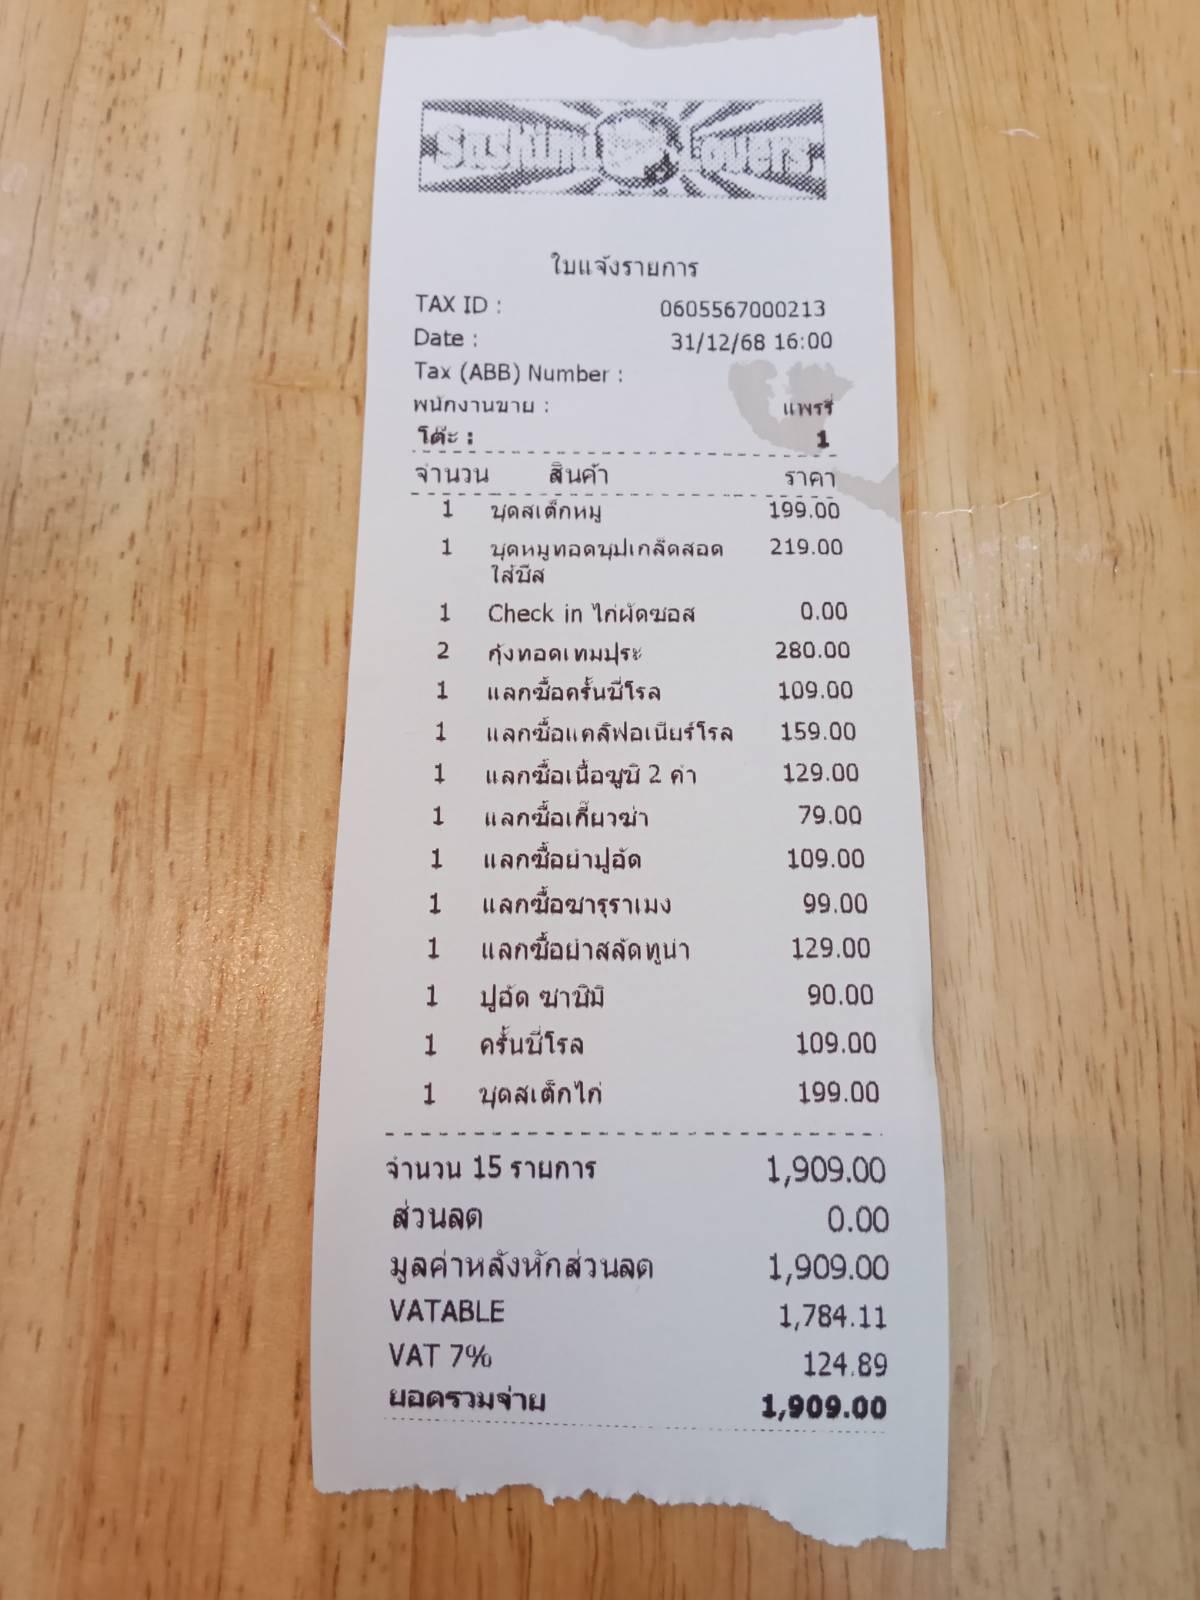 Sashimi Lovers
ใบแจ้งรายการ
TAX ID : 0605567000213
Date : 31/12/68 16:00
Tax (ABB) Number :
พนักงานขาย : แพรรี่
โต๊ะ : 1
จำนวน สินค้า ราคา
1 ชุดสเต็กหมู 199.00
1 ชุดหมูทอดชุปเกล็ดสอด 219.00
ใส้ชีส
1 Check in ไก่ผัดซอส 0.00
2 กุ้งทอดเทมปุระ 280.00
1 แลกซื้อครั้นชี่โรล 109.00
1 แลกซื้อแคลิฟอเนียร์โรล 159.00
1 แลกซื้อเนื้อซูชิ 2 คำ 129.00
1 แลกซื้อเกี๊ยวซ่า 79.00
1 แลกซื้อยำปูอัด 109.00
1 แลกซื้อซารุราเมง 99.00
1 แลกซื้อยำสลัดทูน่า 129.00
1 ปูอัด ซาชิมิ 90.00
1 ครั้นชี่โรล 109.00
1 ชุดสเต็กไก่ 199.00
จำนวน 15 รายการ 1,909.00
ส่วนลด 0.00
มูลค่าหลังหักส่วนลด 1,909.00
VATABLE 1,784.11
VAT 7% 124.89
ยอดรวมจ่าย 1,909.00